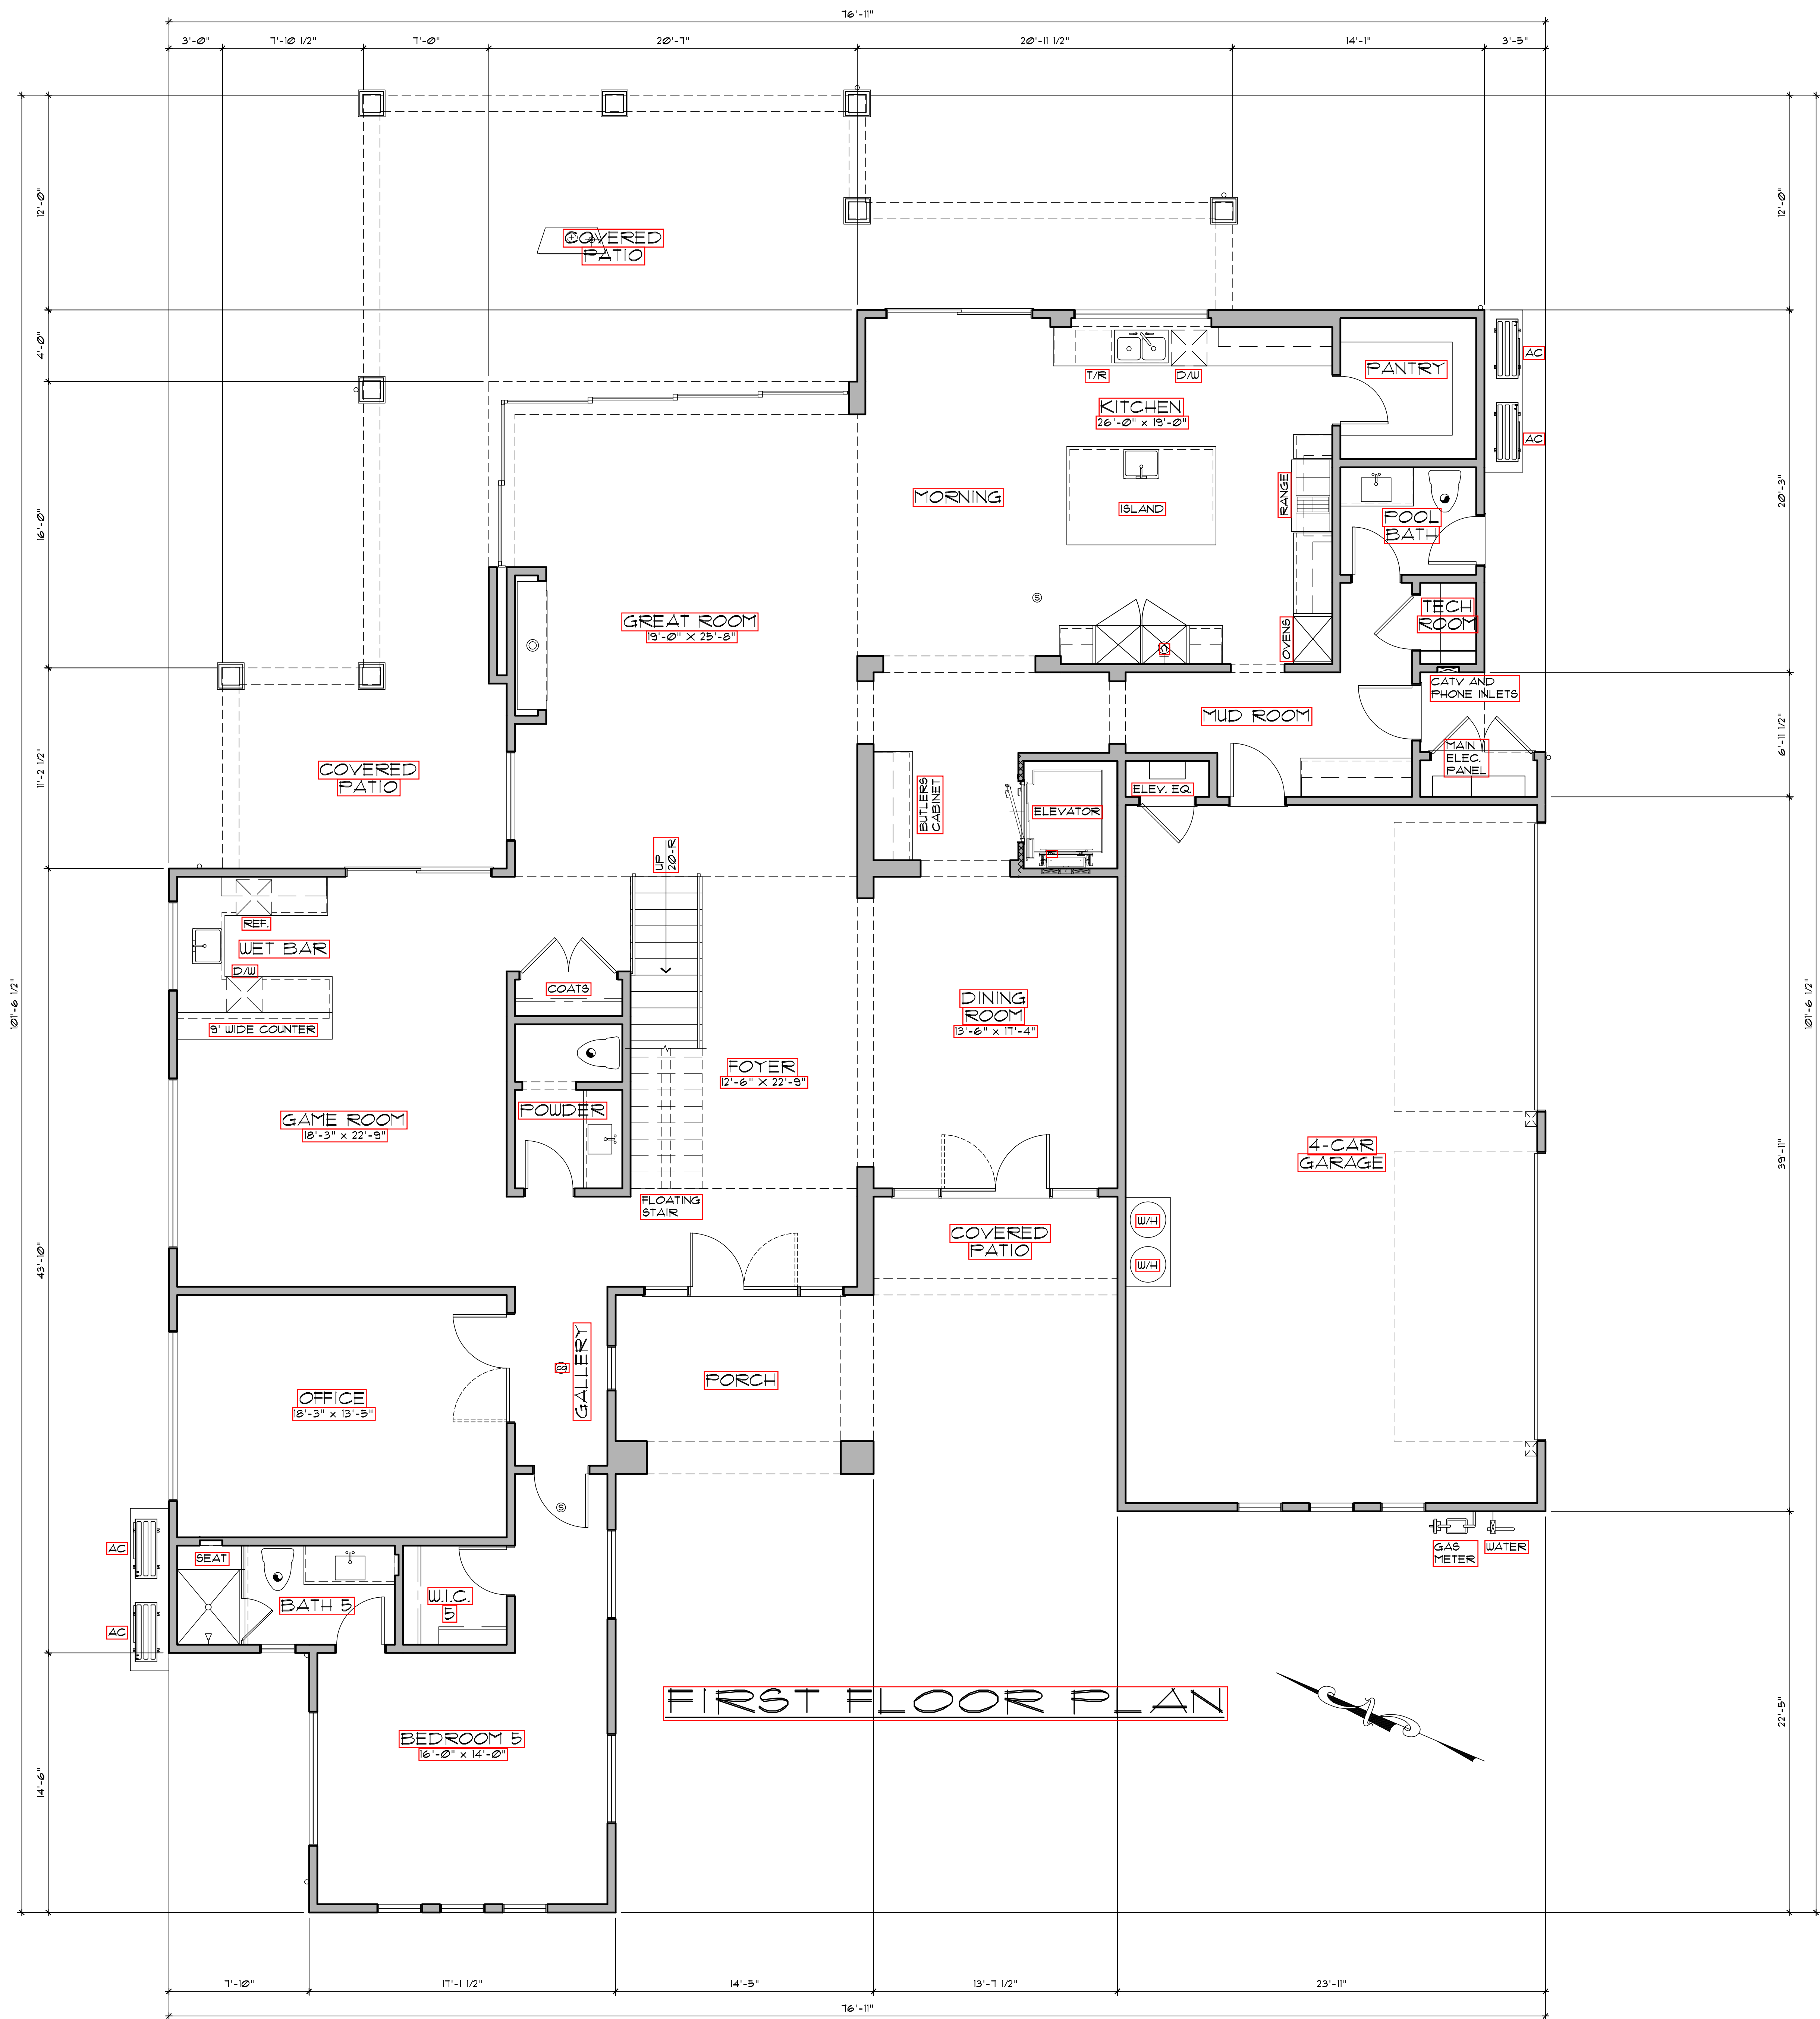 76'-11"
3'-0"
7'-10 1/2"
7'-0"
20'-7"
20'-11 1/2"
14'-1"
3'-5"
12'-0"
4'-0"
16'-0"
11'-2 1/2"
43'-10"
14'-6"
101'-6 1/2"
COVERED
PATIO
T/R
D/W
PANTRY
AC
AC
KITCHEN
26'-0" x 19'-0"
MORNING
ISLAND
RANGE
POOL
BATH
S
TECH
ROOM
GREAT ROOM
19'-0" X 25'-8"
OVENS
CATV AND
PHONE INLETS
MUD ROOM
MAIN
ELEC.
PANEL
COVERED
PATIO
BUTLERS
CABINET
ELEVATOR
ELEV. EQ.
UP
20-R
REF.
WET BAR
D/W
9' WIDE COUNTER
COATS
DINING
ROOM
13'-6" x 17'-4"
FOYER
12'-6" X 22'-9"
POWDER
GAME ROOM
18'-3" x 22'-9"
4-CAR
GARAGE
FLOATING
STAIR
COVERED
PATIO
W/H
W/H
GALLERY
CO
PORCH
OFFICE
18'-3" x 13'-5"
S
AC
AC
SEAT
BATH 5
W.I.C.
5
GAS
METER
WATER
BEDROOM 5
16'-0" x 14'-0"
FIRST FLOOR PLAN
12'-0"
20'-3"
6'-11 1/2"
39'-11"
22'-5"
101'-6 1/2"
7'-10"
17'-1 1/2"
14'-5"
13'-7 1/2"
23'-11"
76'-11"